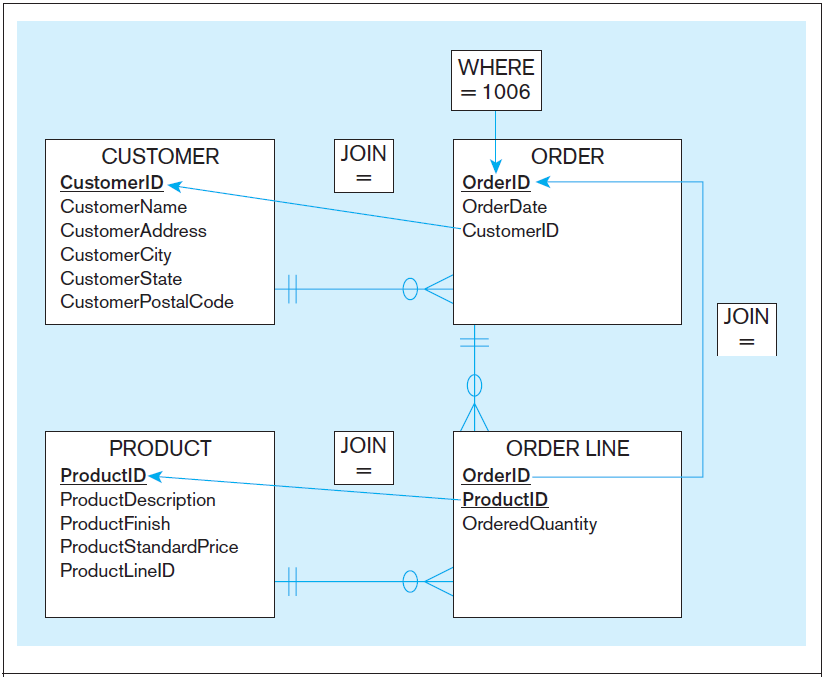 WHERE
= 1006
CUSTOMER
CustomerID
CustomerName
CustomerAddress
CustomerCity
CustomerState
CustomerPostalCode
JOIN
=
ORDER
OrderID
OrderDate
CustomerID
JOIN
=
PRODUCT
ProductID
ProductDescription
ProductFinish
ProductStandardPrice
ProductLineID
JOIN
=
ORDER LINE
OrderID
ProductID
OrderedQuantity